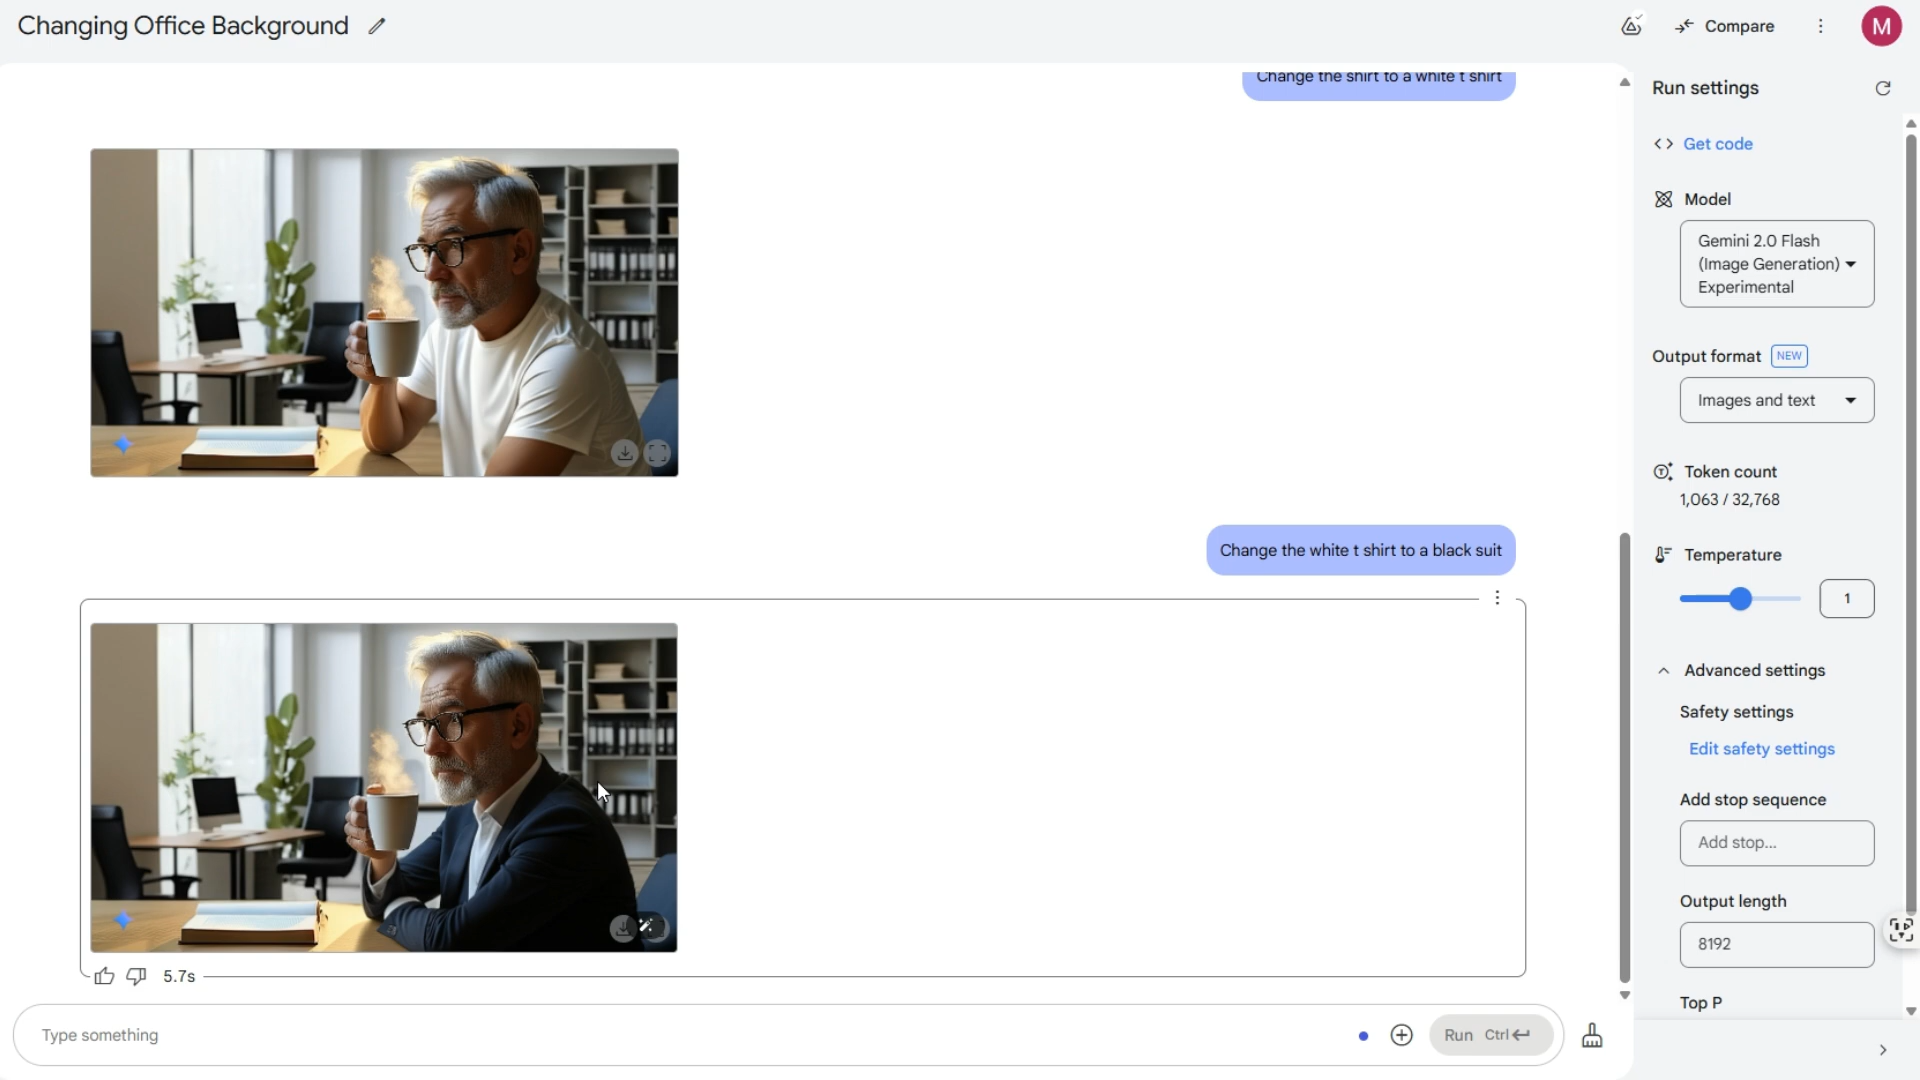 Changing Office Background
Compare
M
Change the shirt to a white t shirt
Run settings
Get code
Model
Gemini 2.0 Flash
(Image Generation)
Experimental
Output format NEW
Images and text
Token count
1,063 / 32,768
Change the white t shirt to a black suit
Temperature
1
Advanced settings
Safety settings
Edit safety settings
Add stop sequence
Add stop...
Output length
8192
5.7s
Top P
Type something
Run Ctrl